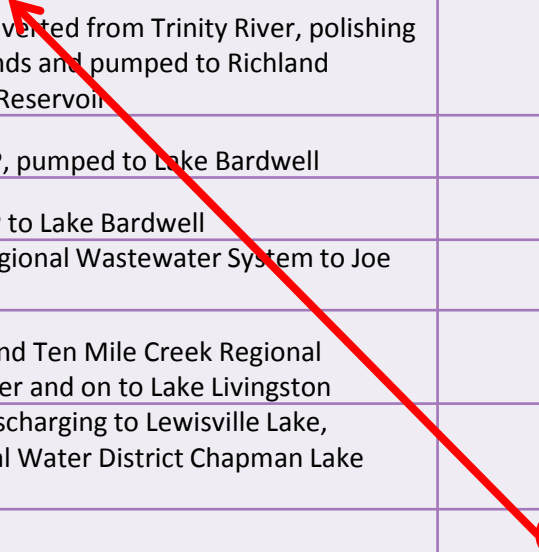 verted from Trinity River, polishing
nds and pumped to Richland
Reservoir
, pumped to Lake Bardwell
to Lake Bardwell
gional Wastewater System to Joe
nd Ten Mile Creek Regional
er and on to Lake Livingston
scharging to Lewisville Lake,
al Water District Chapman Lake